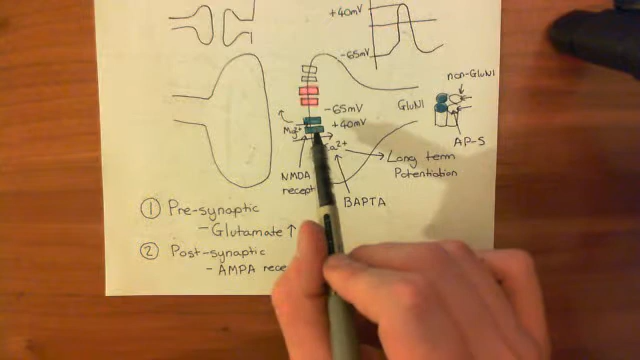 +40mV
-65mV
non-GluN1
GluN1
-65mV
+40mV
Mg2+
Ca2+
AP-5
Long term
Potentiation
NMDA
BAPTA
① Pre-synaptic
- Glutamate ↑
② Post-synaptic
- AMPA